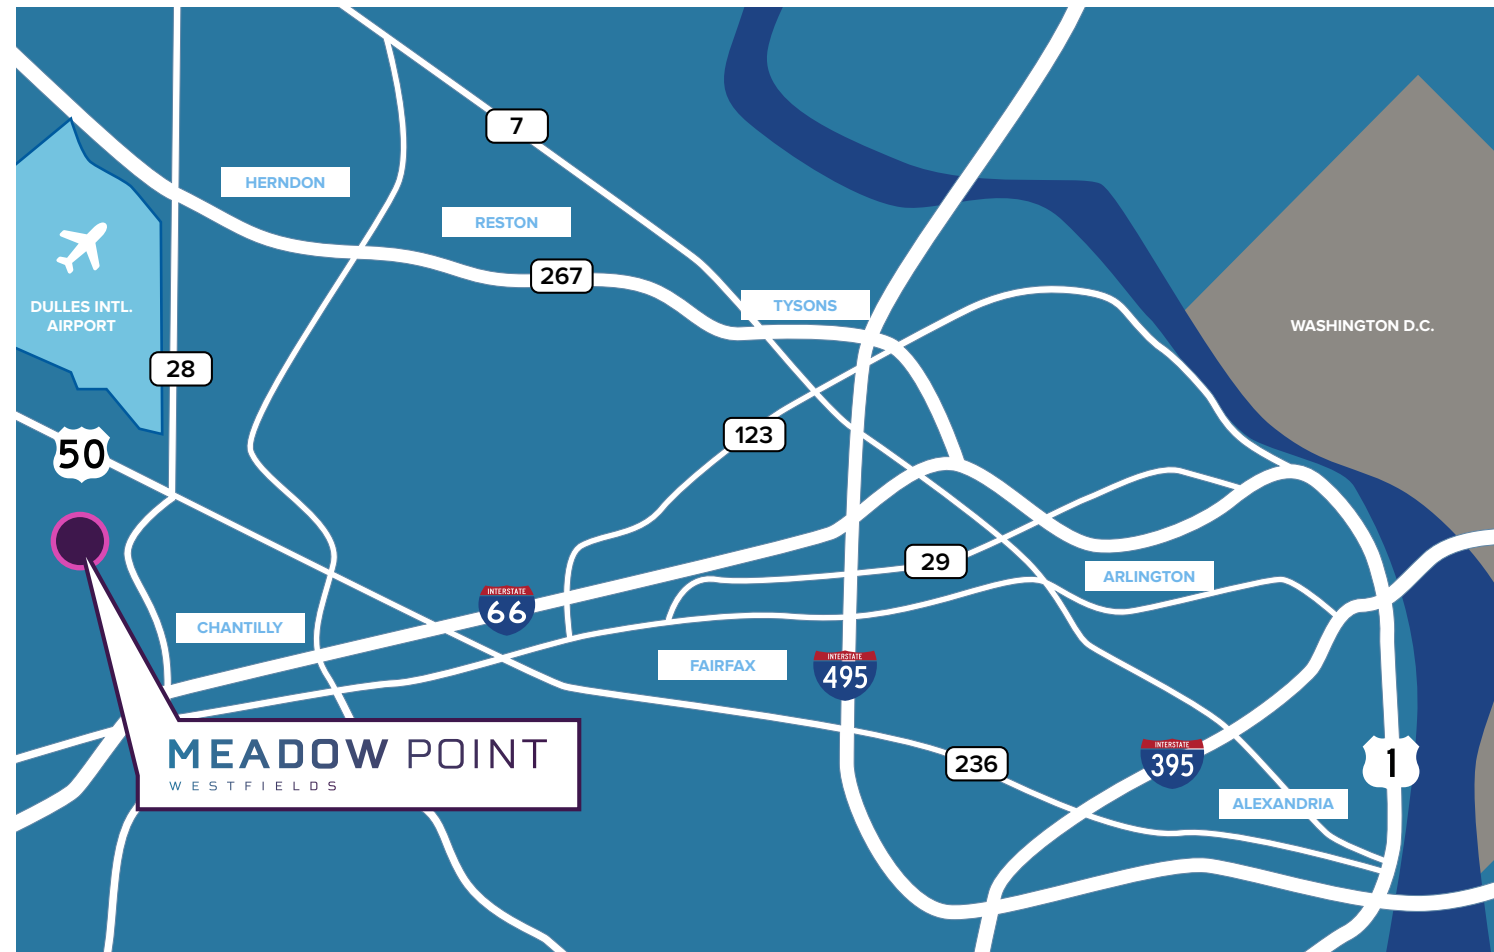 7
HERNDON
RESTON
267
TYSONS
DULLES INTL.
AIRPORT
WASHINGTON D.C.
28
123
50
29
ARLINGTON
INTERSTATE
66
CHANTILLY
FAIRFAX
INTERSTATE
495
MEADOW POINT
WESTFIELDS
236
INTERSTATE
395
1
ALEXANDRIA